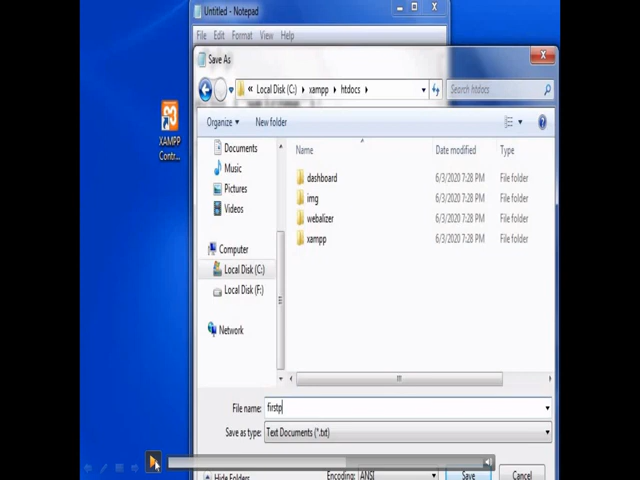 Untitled - Notepad
File Edit Format View Help
Save As
« Local Disk (C:) xampp htdocs
Search htdocs
Organize New folder
Name Date modified Type
Documents
Music
Pictures
Videos
Computer
Local Disk (C:)
Local Disk (F:)
Network
dashboard 6/3/2020 7:28 PM File folder
img 6/3/2020 7:28 PM File folder
webalizer 6/3/2020 7:28 PM File folder
xampp 6/3/2020 7:28 PM File folder
XAMPP
Contr...
File name: firstp
Save as type: Text Documents (*.txt)
Hide Folders Encoding: ANSI Save Cancel